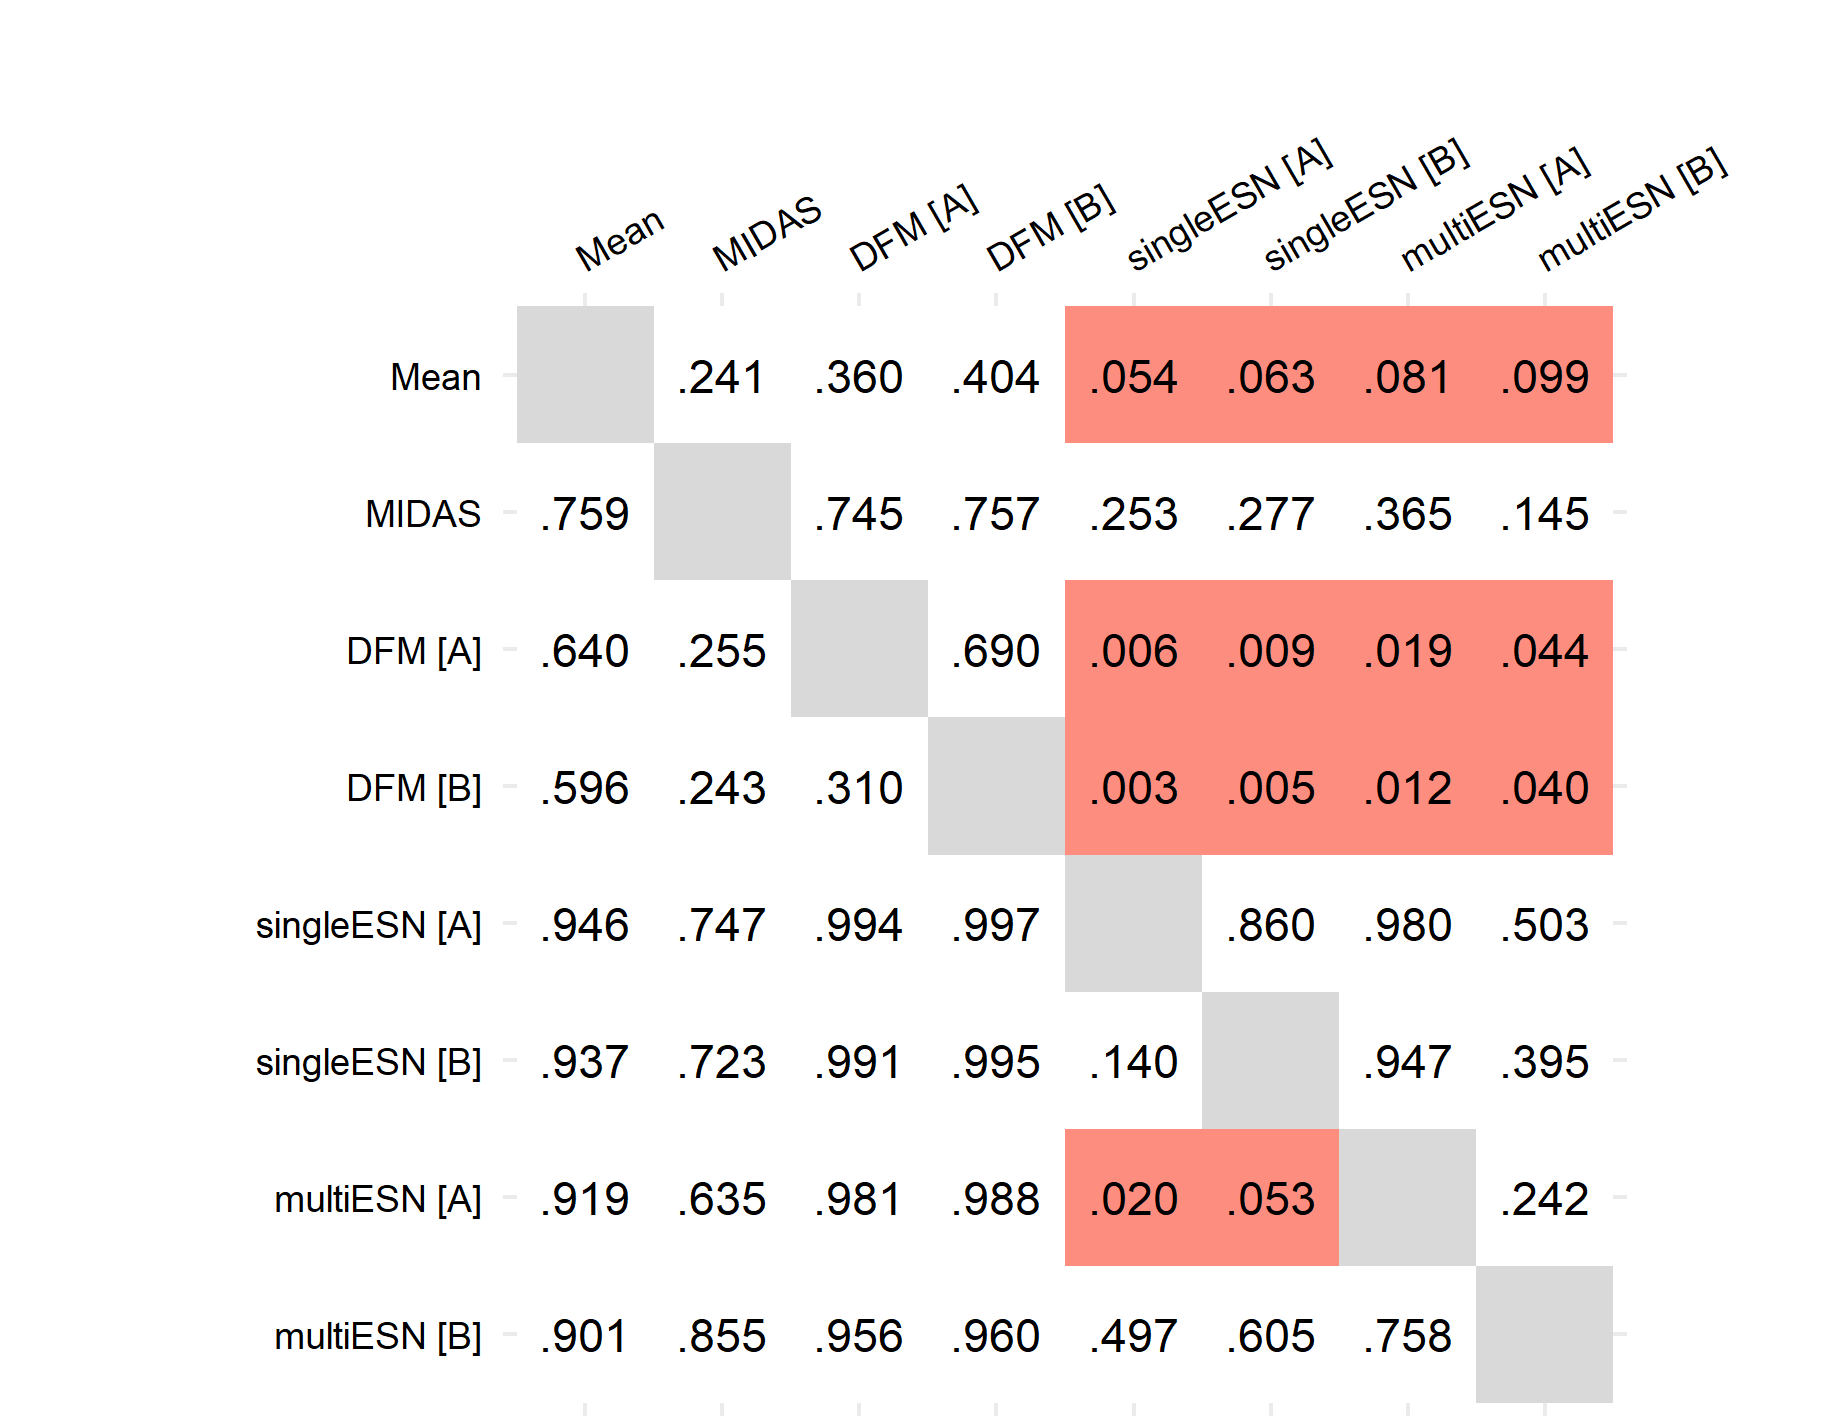 Mean MIDAS DFM [A] DFM [B] singleESN [A] singleESN [B] multiESN [A] multiESN [B]
Mean .241 .360 .404 .054 .063 .081 .099
MIDAS .759 .745 .757 .253 .277 .365 .145
DFM [A] .640 .255 .690 .006 .009 .019 .044
DFM [B] .596 .243 .310 .003 .005 .012 .040
singleESN [A] .946 .747 .994 .997 .860 .980 .503
singleESN [B] .937 .723 .991 .995 .140 .947 .395
multiESN [A] .919 .635 .981 .988 .020 .053 .242
multiESN [B] .901 .855 .956 .960 .497 .605 .758